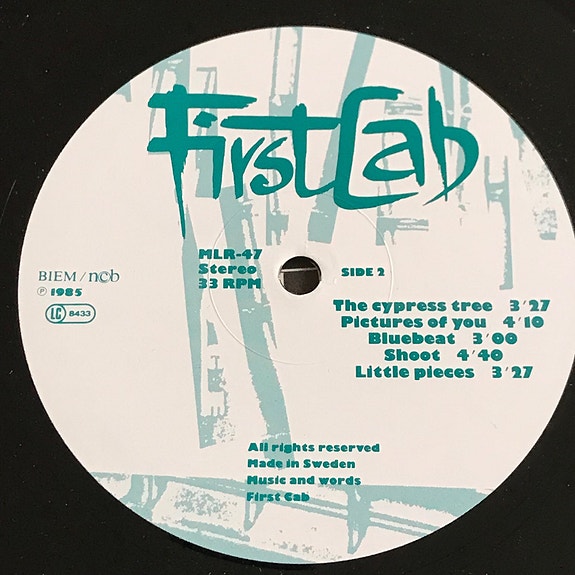 First Cab
MLR-47
Stereo
33 RPM
SIDE 2
BIEM / ncb
℗ 1985
LC 8433
The cypress tree 3'27
Pictures of you 4'10
Bluebeat 3'00
Shoot 4'40
Little pieces 3'27
All rights reserved
Made in Sweden
Music and words
First Cab